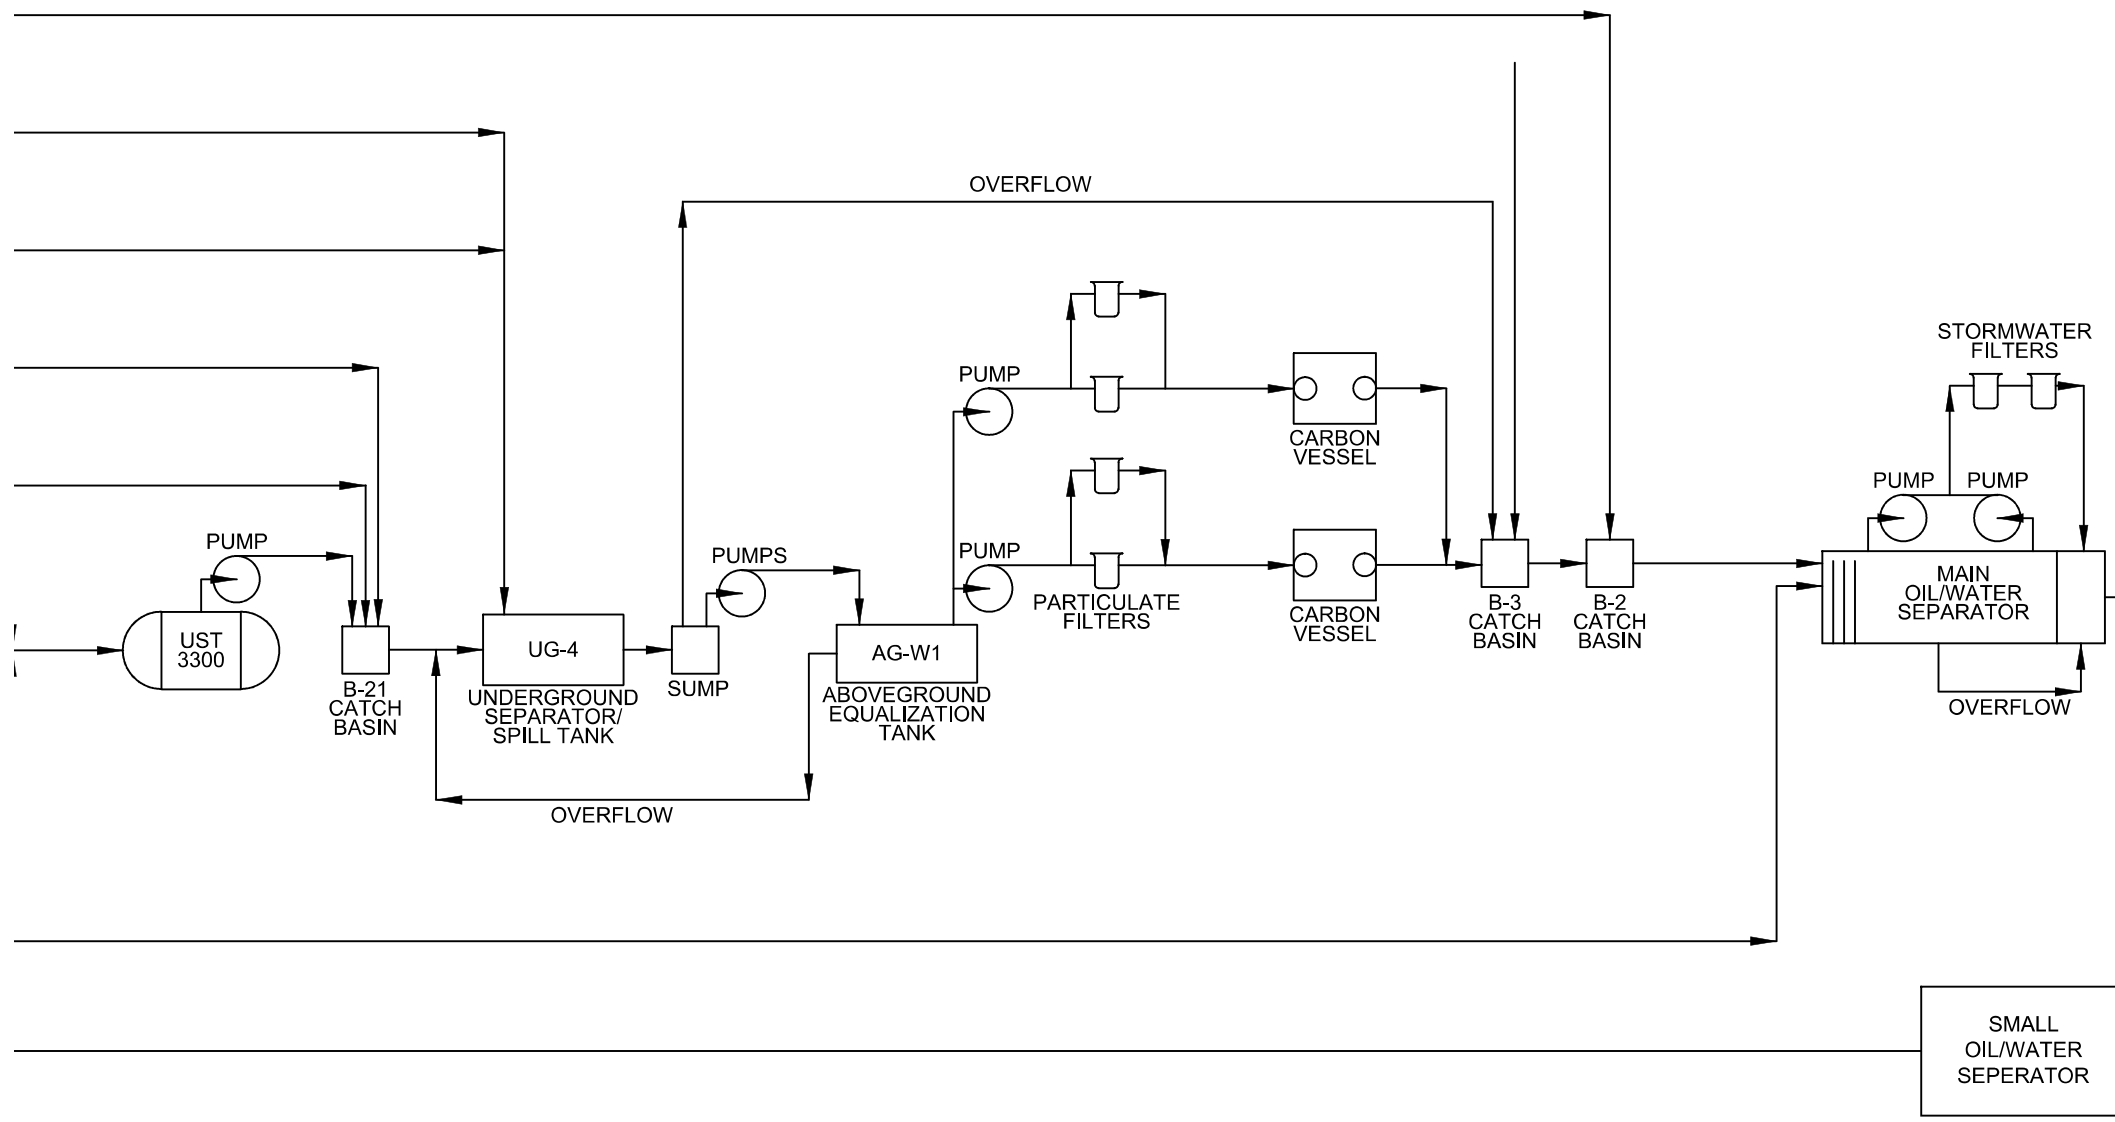 OVERFLOW
STORMWATER
FILTERS
PUMP
CARBON
VESSEL
PUMP
PUMP
PUMP
PUMPS
PUMP
PARTICULATE
FILTERS
CARBON
VESSEL
B-3
CATCH
BASIN
B-2
CATCH
BASIN
MAIN
OIL/WATER
SEPARATOR
UST
3300
B-21
CATCH
BASIN
UG-4
UNDERGROUND
SEPARATOR/
SPILL TANK
SUMP
AG-W1
ABOVEGROUND
EQUALIZATION
TANK
OVERFLOW
OVERFLOW
SMALL
OIL/WATER
SEPERATOR